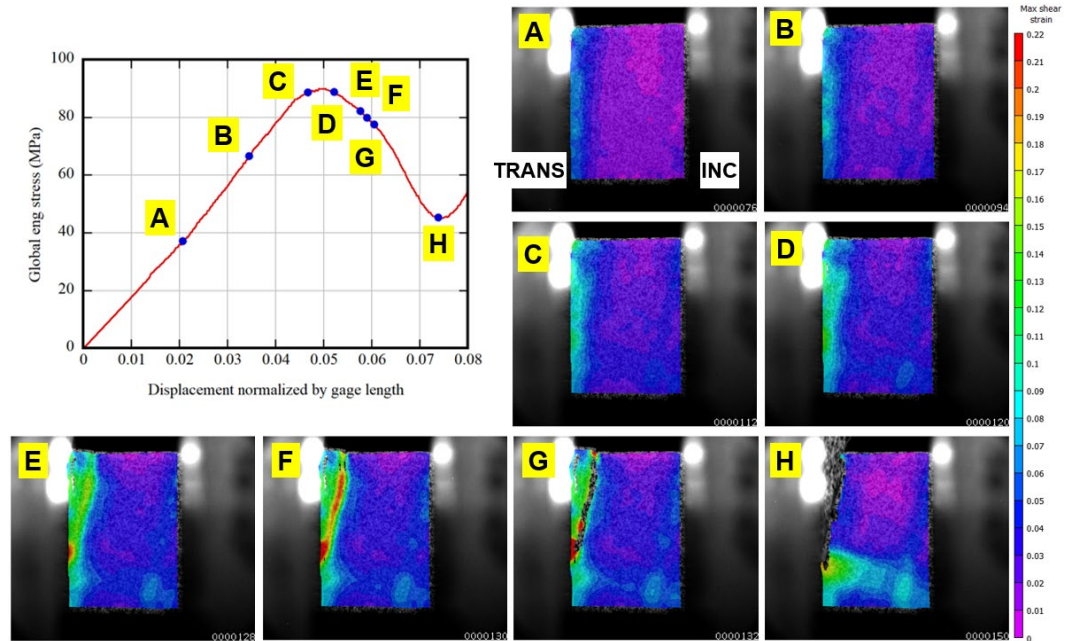 100
80
60
40
20
0
Global eng stress (MPa)
A
B
C
D
E
F
G
H
0
0.01
0.02
0.03
0.04
0.05
0.06
0.07
0.08
Displacement normalized by gage length
A
TRANS
INC
0000076
B
0000094
C
0000112
D
0000120
E
0000128
F
0000130
G
0000132
H
0000150
Max shear
strain
0.22
0.21
0.2
0.19
0.18
0.17
0.16
0.15
0.14
0.13
0.12
0.11
0.1
0.09
0.08
0.07
0.06
0.05
0.04
0.03
0.02
0.01
0